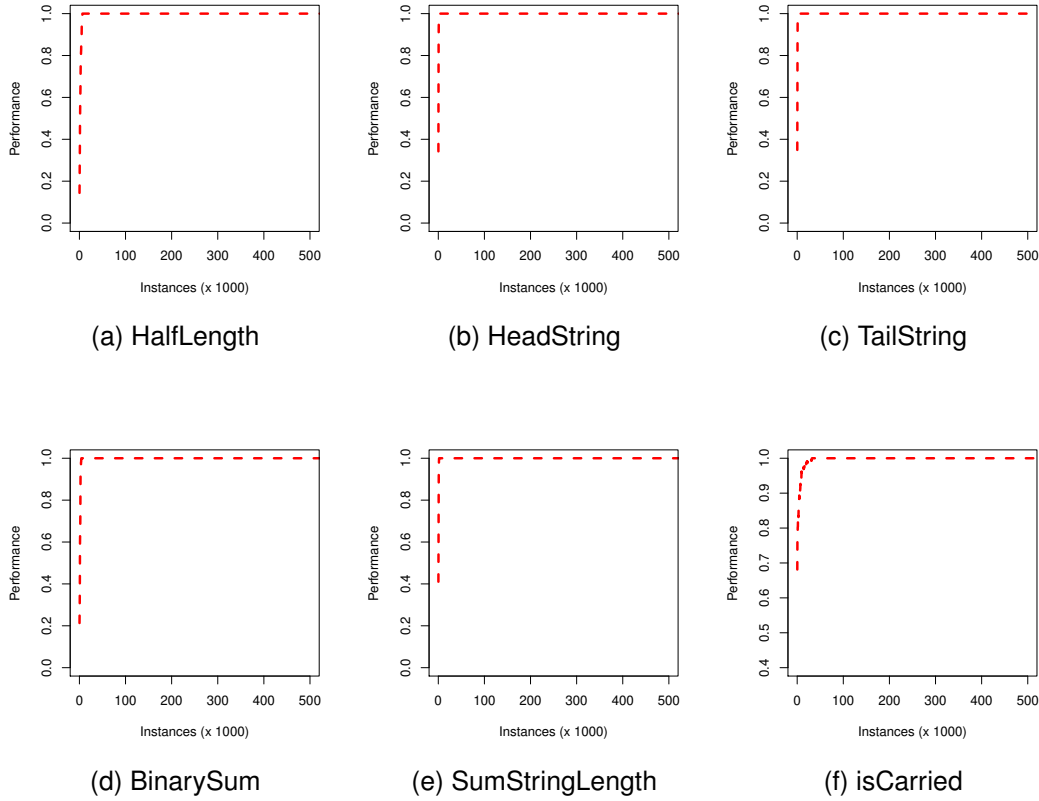 1.0
0.8
0.6
0.4
0.2
0.0
Performance
0 100 200 300 400 500
Instances (x 1000)
(a) HalfLength
1.0
0.8
0.6
0.4
0.2
0.0
Performance
0 100 200 300 400 500
Instances (x 1000)
(b) HeadString
1.0
0.8
0.6
0.4
0.2
0.0
Performance
0 100 200 300 400 500
Instances (x 1000)
(c) TailString
1.0
0.8
0.6
0.4
0.2
0.0
Performance
0 100 200 300 400 500
Instances (x 1000)
(d) BinarySum
1.0
0.8
0.6
0.4
0.2
0.0
Performance
0 100 200 300 400 500
Instances (x 1000)
(e) SumStringLength
1.0
0.9
0.8
0.7
0.6
0.5
0.4
Performance
0 100 200 300 400 500
Instances (x 1000)
(f) isCarried